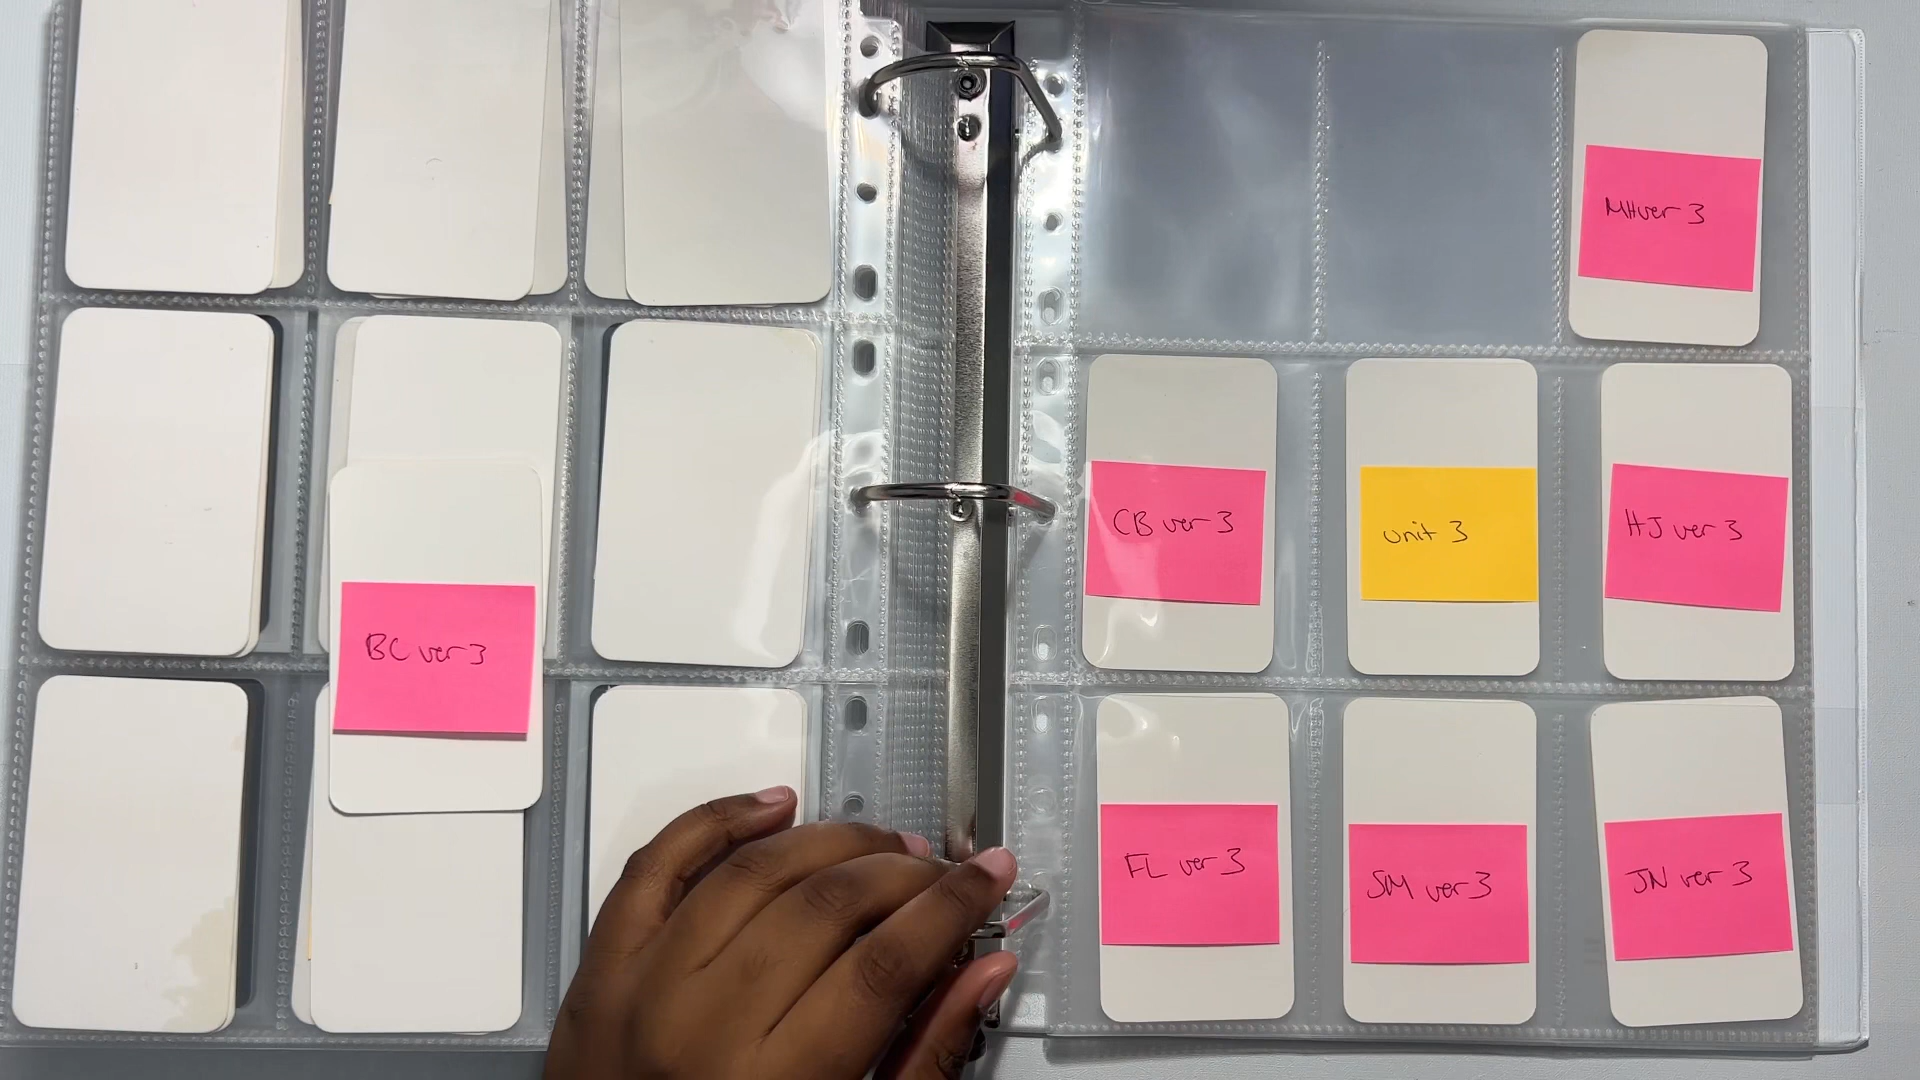 BC ver 3
MH ver 3
CB ver 3
unit 3
HJ ver 3
FL ver 3
SM ver 3
JN ver 3